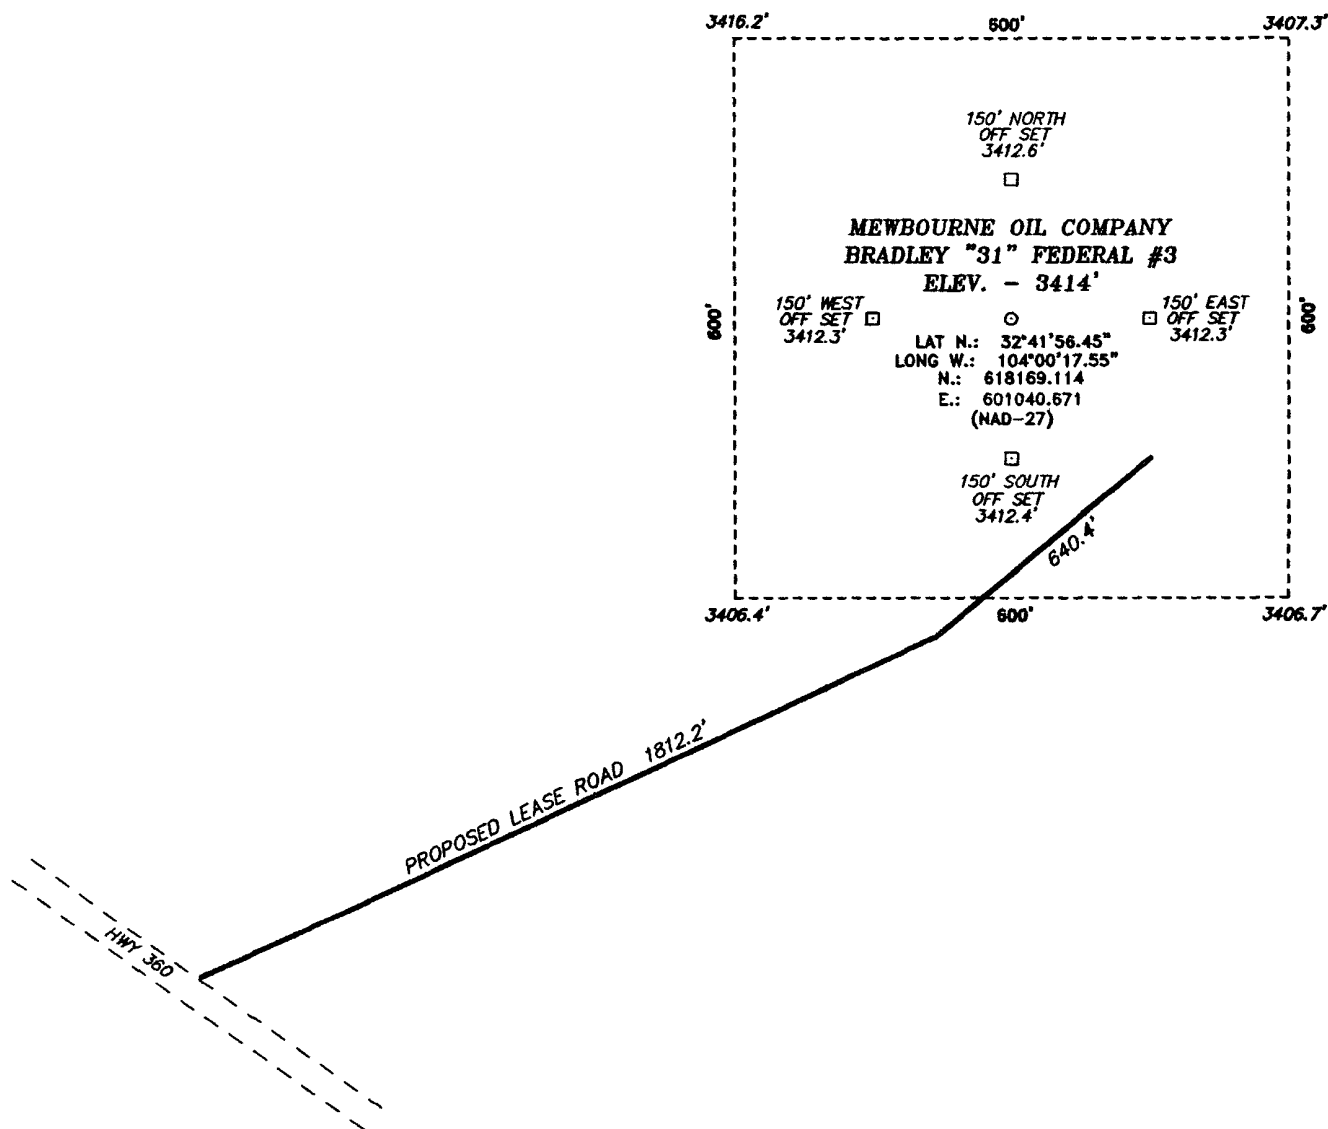 3416.2'
600'
3407.3'
150' NORTH
OFF SET
3412.6'
MEWBOURNE OIL COMPANY
BRADLEY "31" FEDERAL #3
ELEV. - 3414'
150' WEST
OFF SET
3412.3'
150' EAST
OFF SET
3412.3'
600'
600'
LAT N.: 32°41'56.45"
LONG W.: 104°00'17.55"
N.: 618169.114
E.: 601040.671
(NAD-27)
150' SOUTH
OFF SET
3412.4'
640.4'
3406.4'
600'
3406.7'
PROPOSED LEASE ROAD 1812.2'
HWY 360